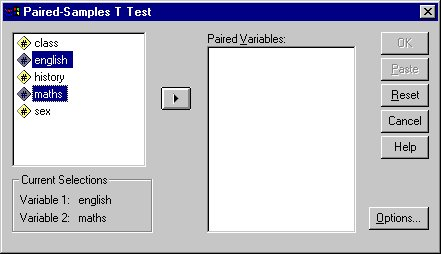 Paired-Samples T Test
class
english
history
maths
sex
Current Selections
Variable 1: english
Variable 2: maths
Paired Variables:
OK
Paste
Reset
Cancel
Help
Options...